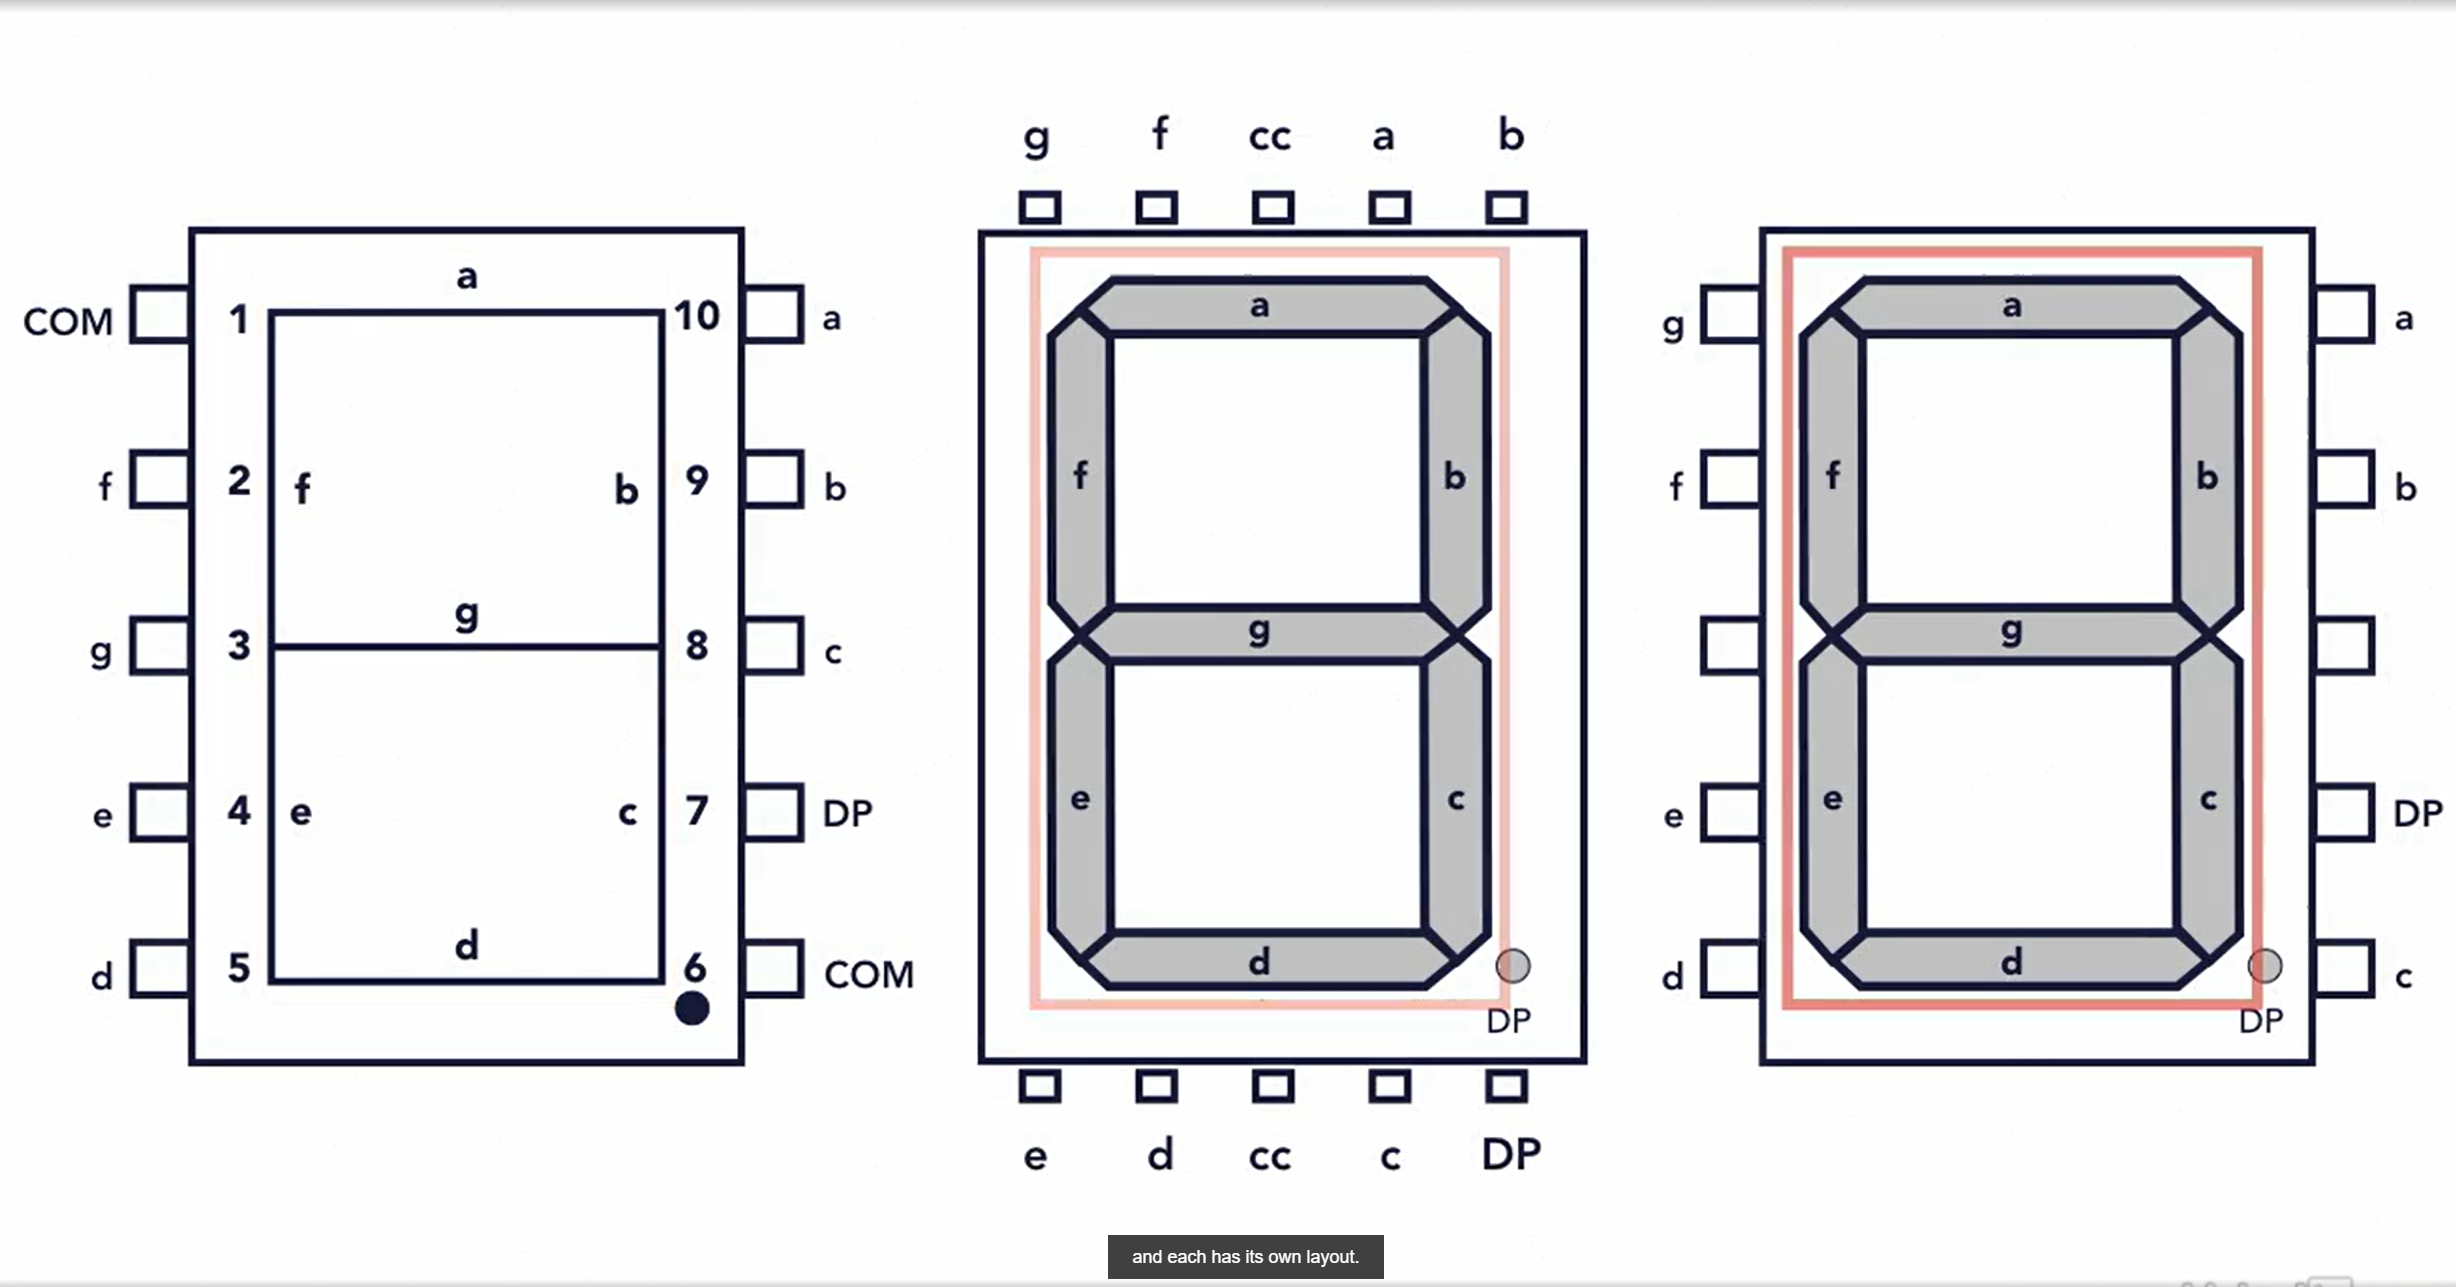 COM 1 a 10 a
f 2 f b 9 b
g 3 g 8 c
e 4 e c 7 DP
d 5 d 6 COM
g f cc a b
a
f b
g
e c
d
DP
e d cc c DP
g a a
f f b b
g
e e c DP
d d c
DP
and each has its own layout.